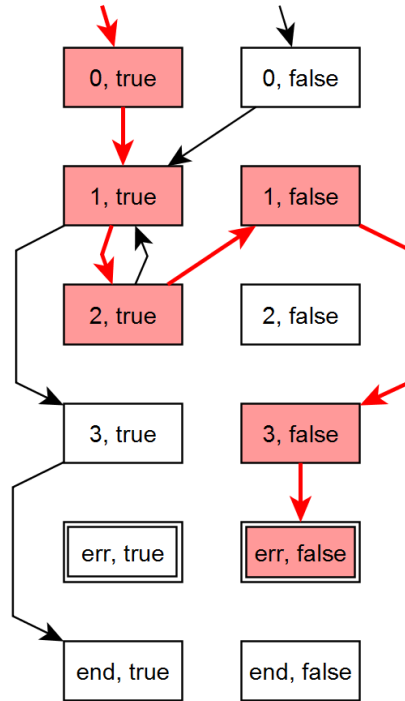 0, true
0, false
1, true
1, false
2, true
2, false
3, true
3, false
err, true
err, false
end, true
end, false